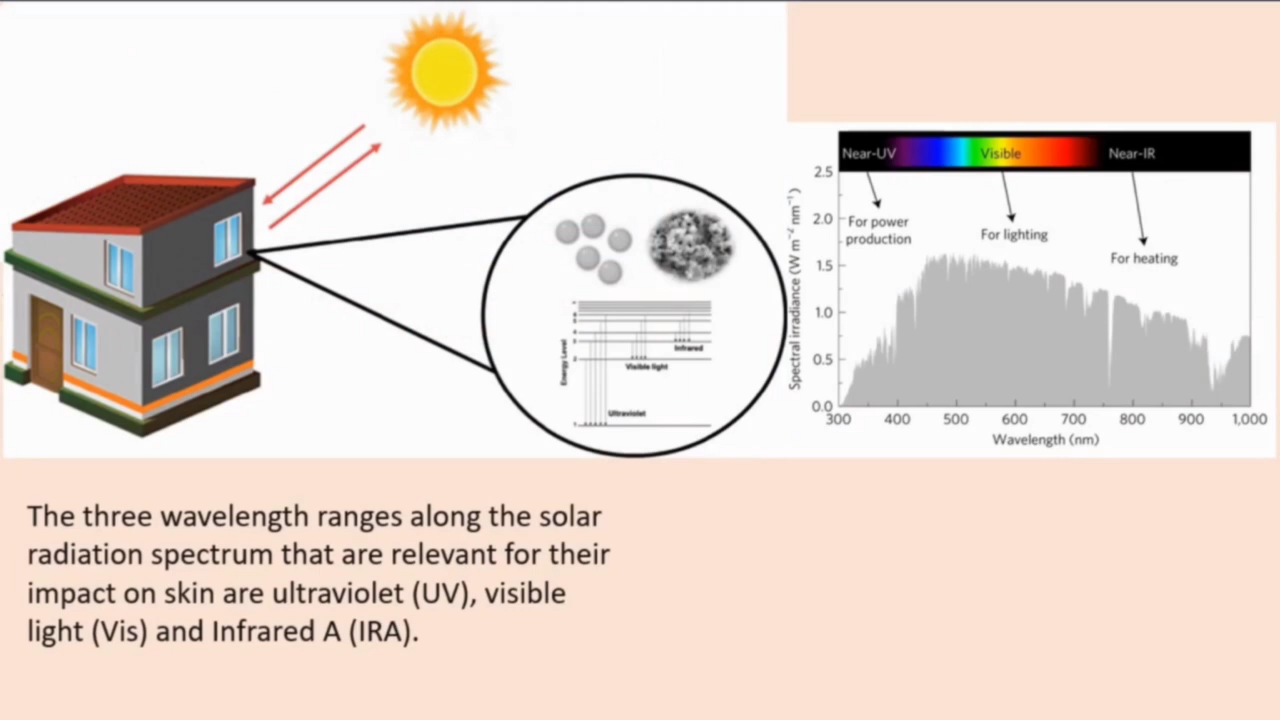 Near-UV
Visible
Near-IR
2.5
2.0
1.5
1.0
0.5
0.0
Spectral irradiance (W m⁻² nm⁻¹)
For power
production
For lighting
For heating
300 400 500 600 700 800 900 1,000
Wavelength (nm)
Energy Level
Infrared
Visible light
Ultraviolet
The three wavelength ranges along the solar
radiation spectrum that are relevant for their
impact on skin are ultraviolet (UV), visible
light (Vis) and Infrared A (IRA).